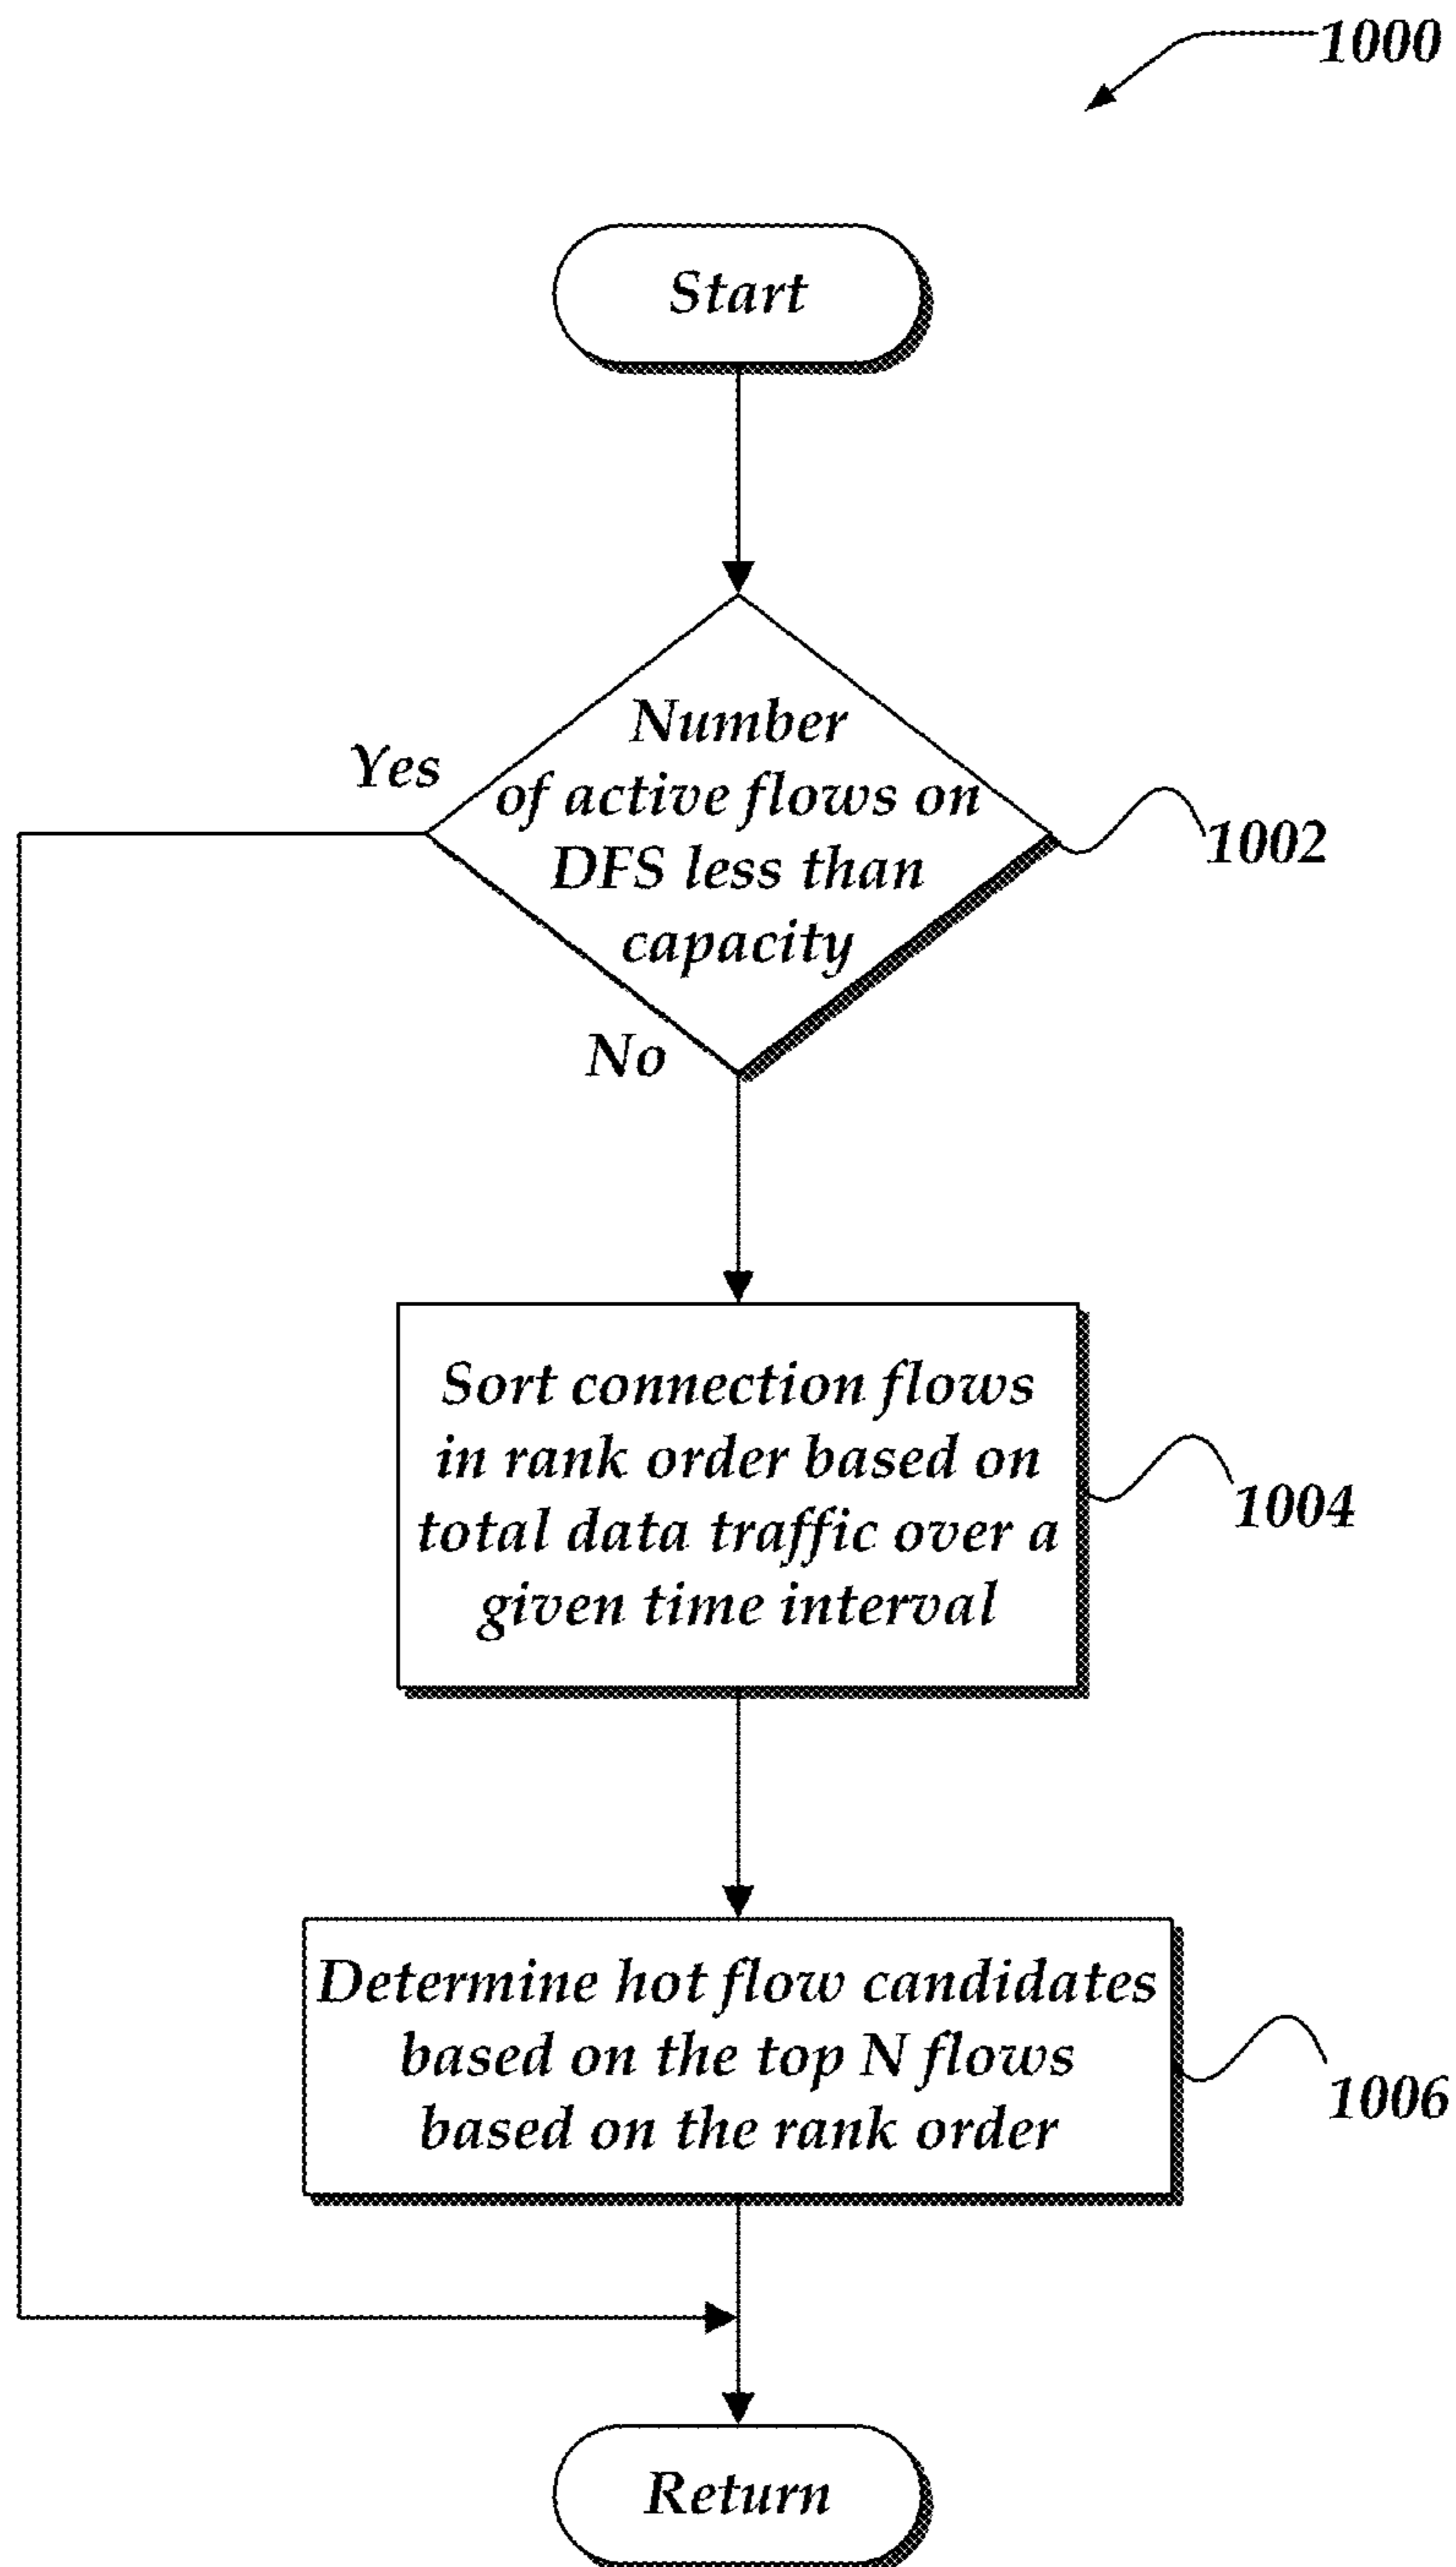 1000
Start
Number
of active flows on
DFS less than
capacity
Yes
1002
No
Sort connection flows
in rank order based on
total data traffic over a
given time interval
1004
Determine hot flow candidates
based on the top N flows
based on the rank order
1006
Return